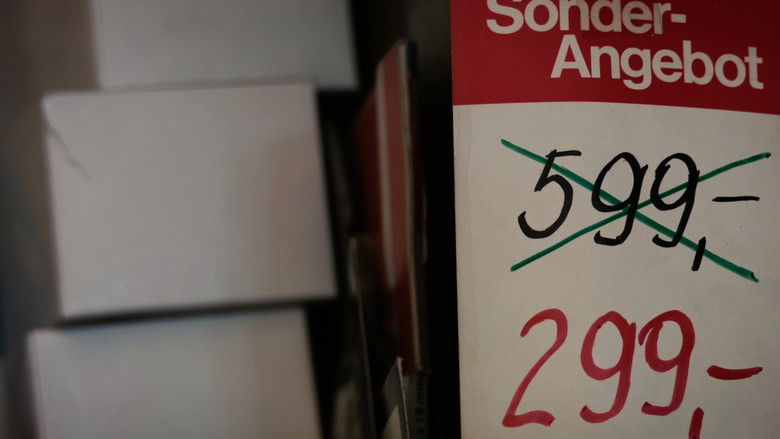 Sonder-
Angebot
599,-
299,-